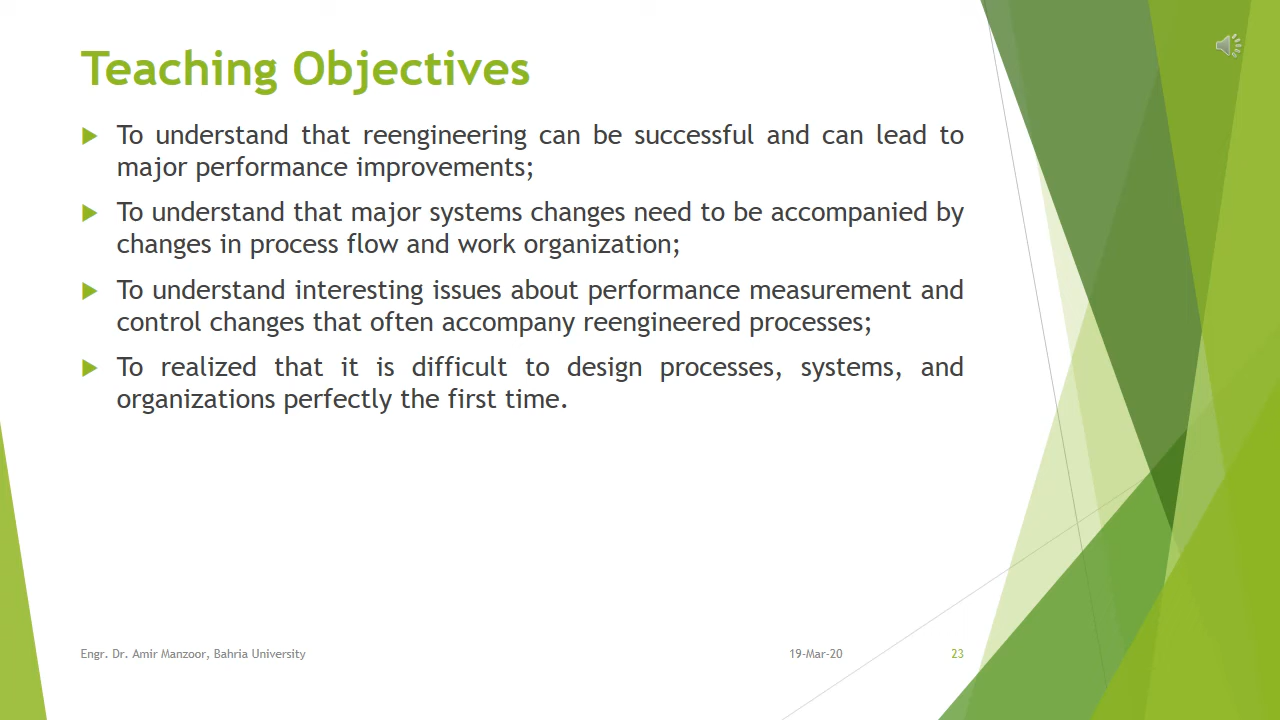 Teaching Objectives
To understand that reengineering can be successful and can lead to
major performance improvements;
To understand that major systems changes need to be accompanied by
changes in process flow and work organization;
To understand interesting issues about performance measurement and
control changes that often accompany reengineered processes;
To realized that it is difficult to design processes, systems, and
organizations perfectly the first time.
Engr. Dr. Amir Manzoor, Bahria University
19-Mar-20
23